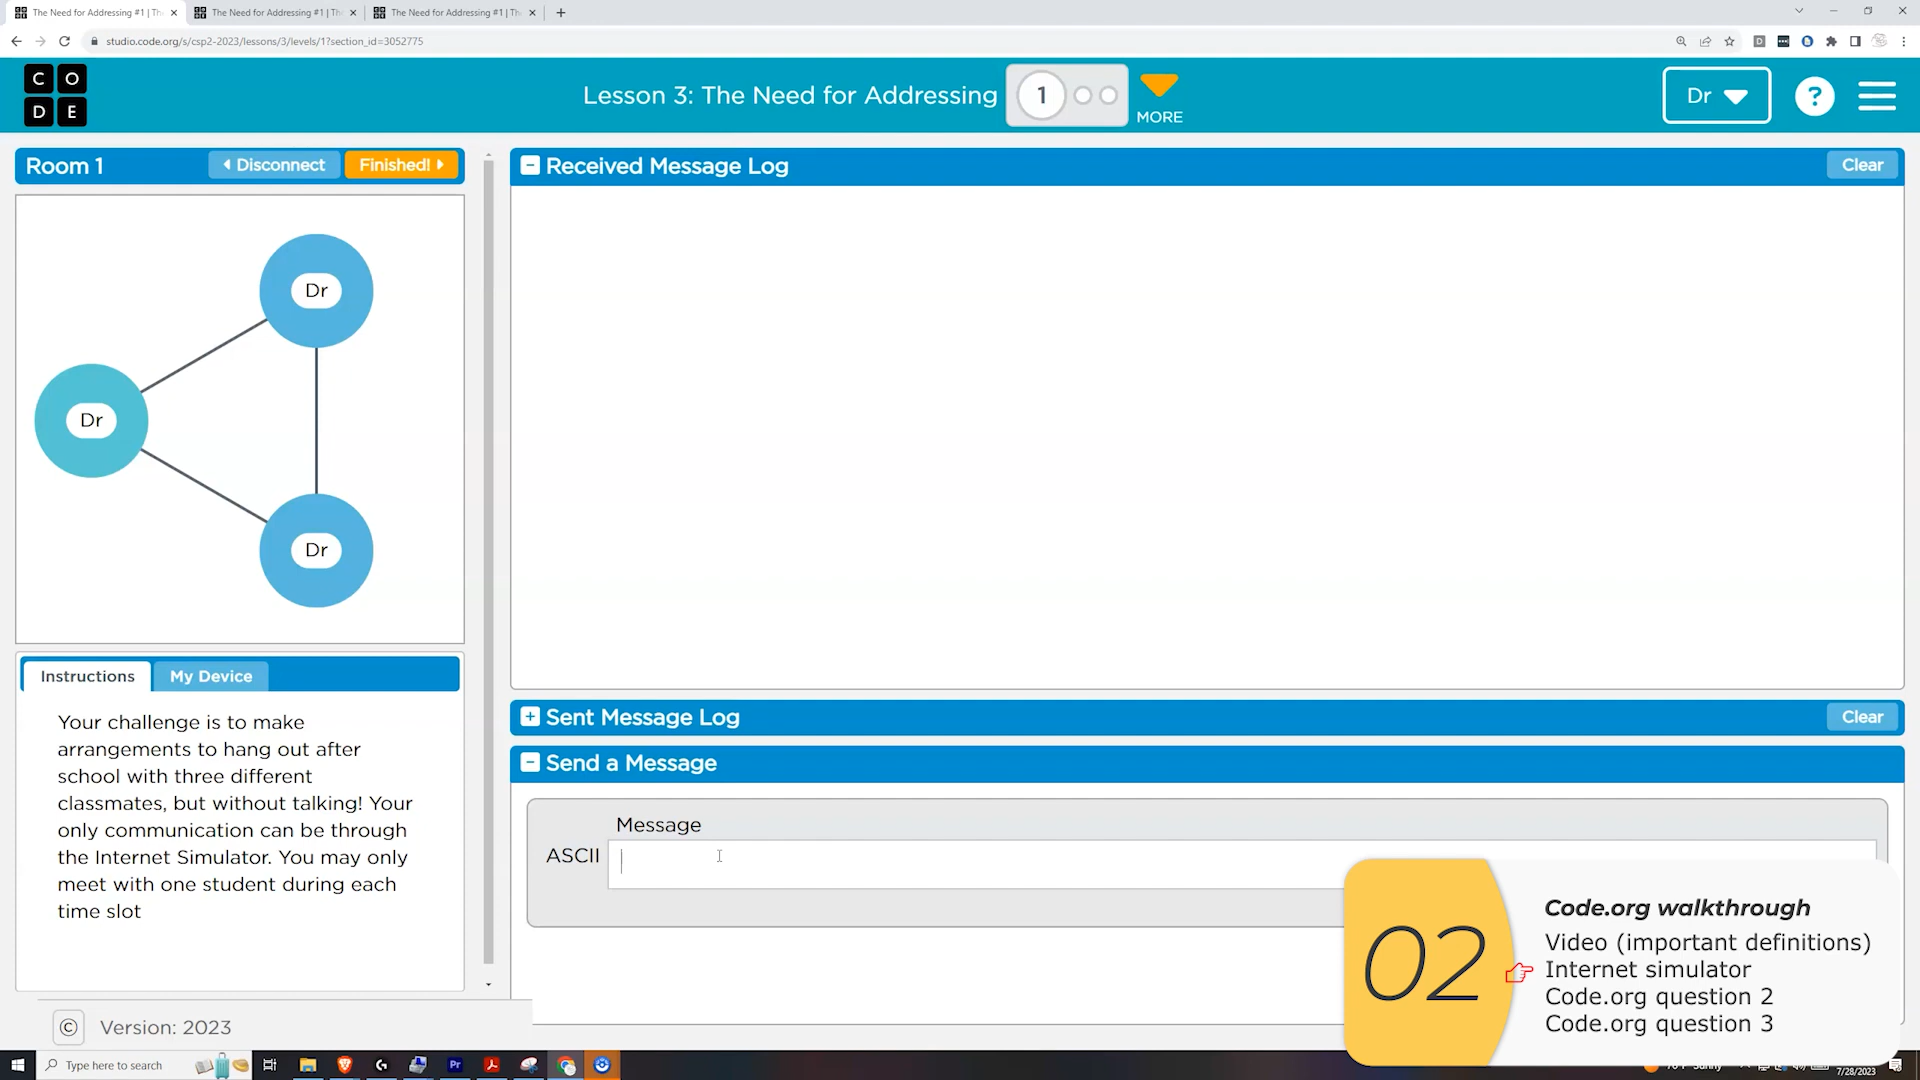 The Need for Addressing #1 | Th
The Need for Addressing #1 | Th
The Need for Addressing #1 | Th
studio.code.org/s/csp2-2023/lessons/3/levels/1?section_id=3052775
C O
D E
Lesson 3: The Need for Addressing
1
MORE
Dr
?
Room 1
Disconnect
Finished!
Dr
Dr
Dr
Instructions
My Device
Your challenge is to make
arrangements to hang out after
school with three different
classmates, but without talking! Your
only communication can be through
the Internet Simulator. You may only
meet with one student during each
time slot
Received Message Log
Clear
Sent Message Log
Clear
Send a Message
Message
ASCII
02
Code.org walkthrough
Video (important definitions)
Internet simulator
Code.org question 2
Code.org question 3
© Version: 2023
Type here to search
Pr
7/28/2023